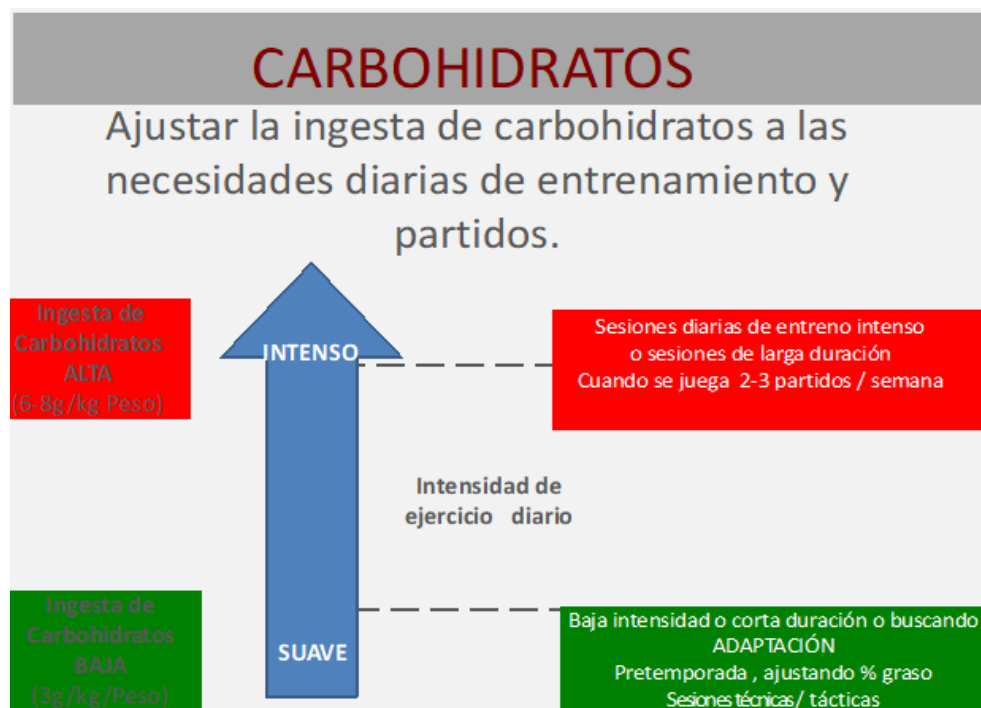 CARBOHIDRATOS
Ajustar la ingesta de carbohidratos a las
necesidades diarias de entrenamiento y
partidos.
Ingesta de
Carbohidratos
ALTA
(6-8g/kg Peso)
INTENSO
Sesiones diarias de entreno intenso
o sesiones de larga duración
Cuando se juega 2-3 partidos / semana
Intensidad de
ejercicio diario
Ingesta de
Carbohidratos
BAJA
(3g/kg/Peso)
SUAVE
Baja intensidad o corta duración o buscando
ADAPTACIÓN
Pretemporada , ajustando % graso
Sesiones técnicas/ tácticas